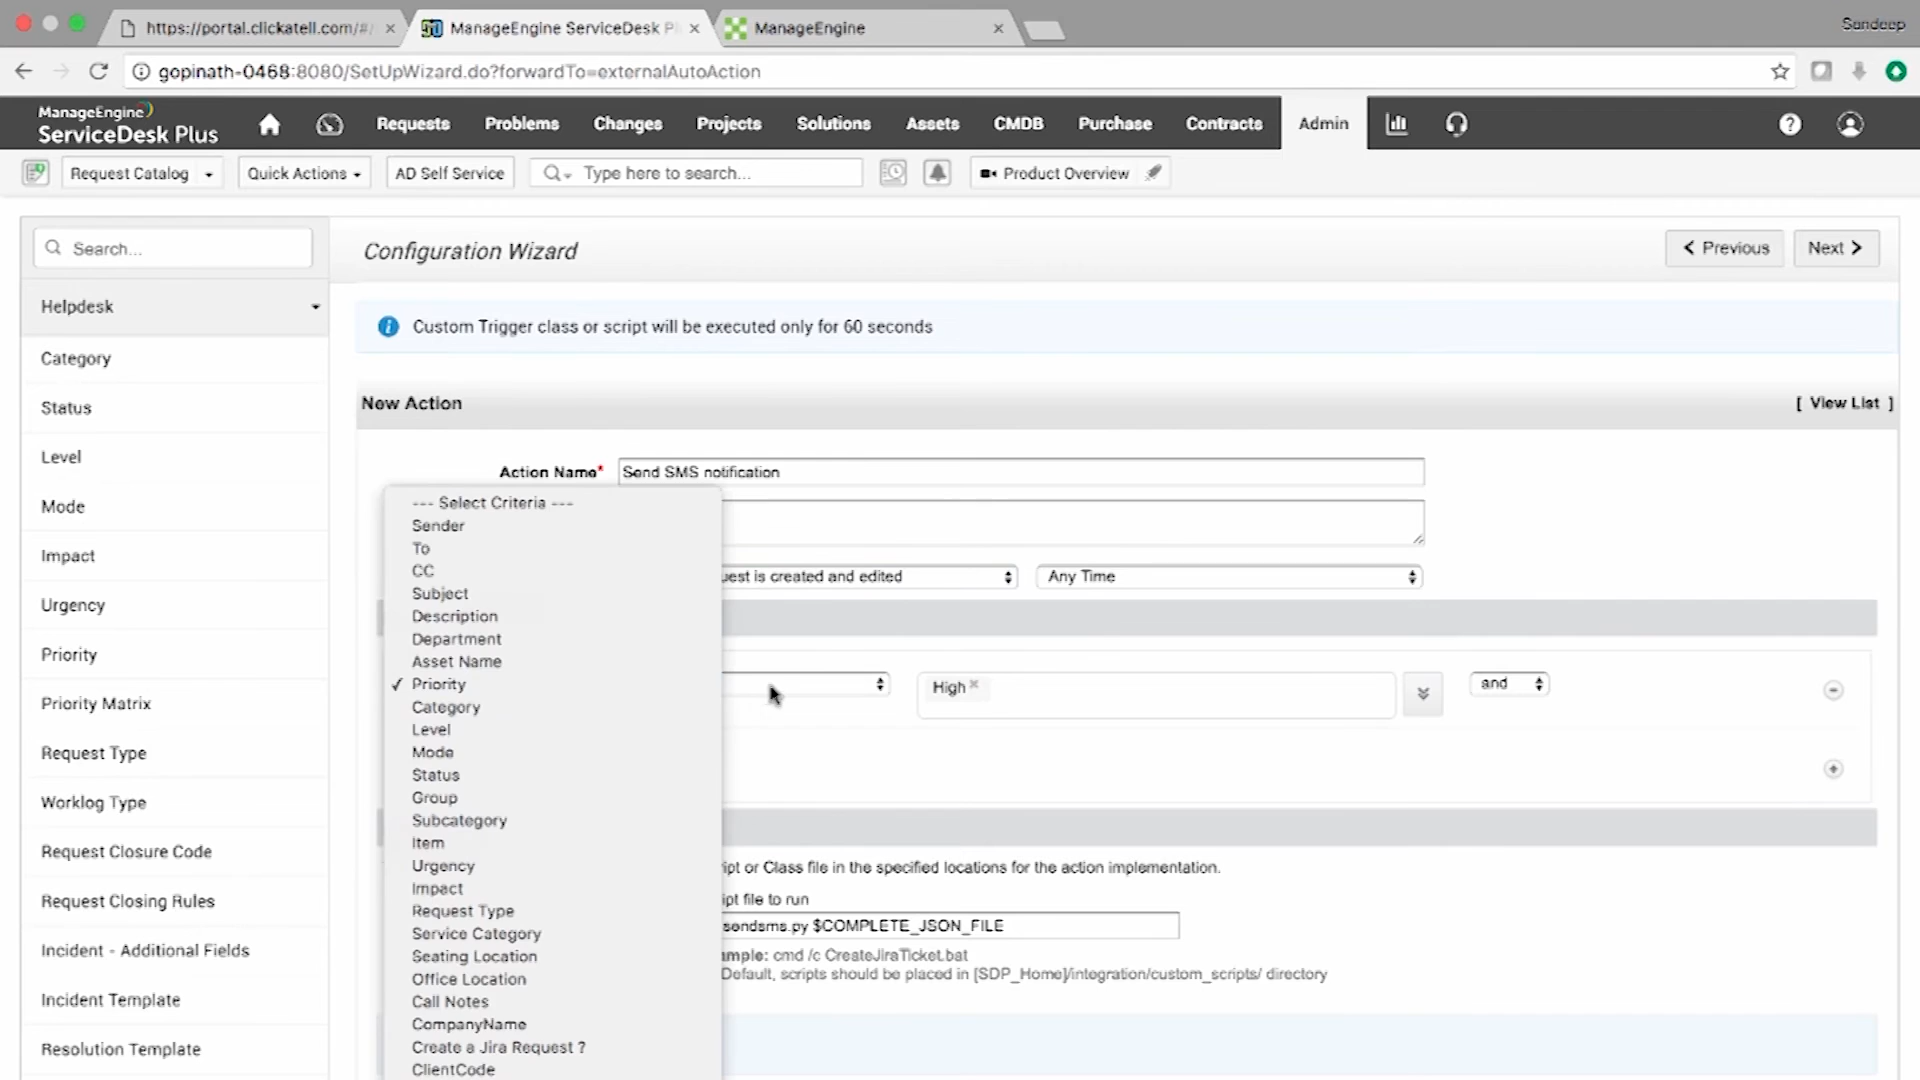 https://portal.clickatell.com/#/
ManageEngine ServiceDesk P
ManageEngine
Sandeep
gopinath-0468:8080/SetUpWizard.do?forwardTo=externalAutoAction
ManageEngine
ServiceDesk Plus
Requests
Problems
Changes
Projects
Solutions
Assets
CMDB
Purchase
Contracts
Admin
Request Catalog
Quick Actions
AD Self Service
Type here to search...
Product Overview
Search...
Configuration Wizard
Previous
Next
Helpdesk
Custom Trigger class or script will be executed only for 60 seconds
Category
Status
Level
Mode
Impact
Urgency
Priority
Priority Matrix
Request Type
Worklog Type
Request Closure Code
Request Closing Rules
Incident - Additional Fields
Incident Template
Resolution Template
New Action
[ View List ]
Action Name*
Send SMS notification
--- Select Criteria ---
Sender
To
CC
Subject
Description
Department
Asset Name
✓ Priority
Category
Level
Mode
Status
Group
Subcategory
Item
Urgency
Impact
Request Type
Service Category
Seating Location
Office Location
Call Notes
CompanyName
Create a Jira Request ?
ClientCode
uest is created and edited
Any Time
High
and
ipt or Class file in the specified locations for the action implementation.
ipt file to run
sendsms.py $COMPLETE_JSON_FILE
ample: cmd /c CreateJiraTicket.bat
Default, scripts should be placed in [SDP_Home]/integration/custom_scripts/ directory